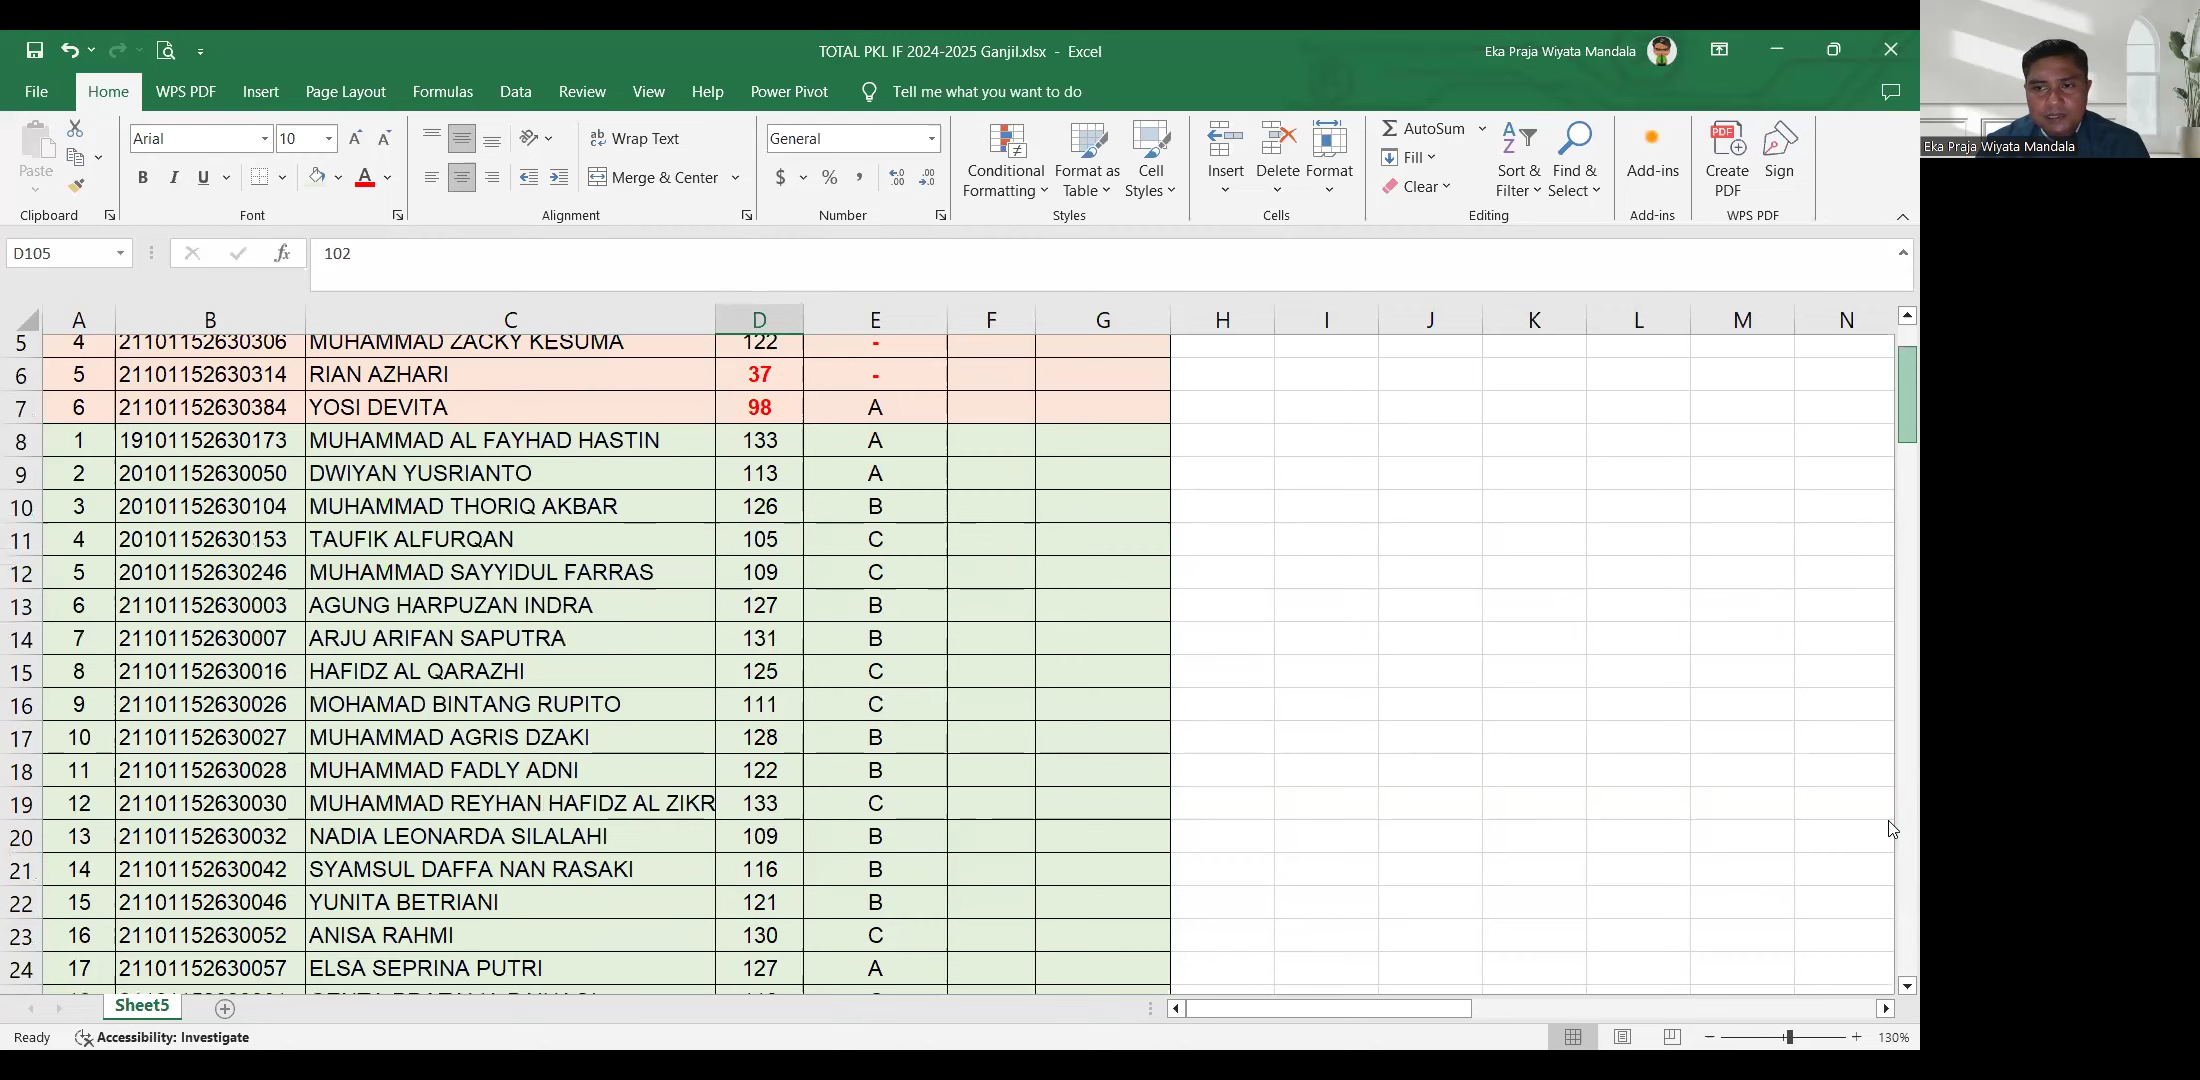 TOTAL PKL IF 2024-2025 Ganjil.xlsx - Excel
Eka Praja Wiyata Mandala
File Home WPS PDF Insert Page Layout Formulas Data Review View Help Power Pivot Tell me what you want to do
Paste
Clipboard
Arial 10
B I U
Font
Wrap Text
Merge & Center
Alignment
General
$ % ,
Number
Conditional Formatting
Format as Table
Cell Styles
Styles
Insert Delete Format
Cells
AutoSum
Fill
Clear
Sort & Filter
Find & Select
Editing
Add-ins
Add-ins
Create PDF
Sign
WPS PDF
Eka Praja Wiyata Mandala
D105 fx 102
A B C D E F G H I J K L M N
5 4 21101152630306 MUHAMMAD ZACKY KESUMA 122 -
6 5 21101152630314 RIAN AZHARI 37 -
7 6 21101152630384 YOSI DEVITA 98 A
8 1 19101152630173 MUHAMMAD AL FAYHAD HASTIN 133 A
9 2 20101152630050 DWIYAN YUSRIANTO 113 A
10 3 20101152630104 MUHAMMAD THORIQ AKBAR 126 B
11 4 20101152630153 TAUFIK ALFURQAN 105 C
12 5 20101152630246 MUHAMMAD SAYYIDUL FARRAS 109 C
13 6 21101152630003 AGUNG HARPUZAN INDRA 127 B
14 7 21101152630007 ARJU ARIFAN SAPUTRA 131 B
15 8 21101152630016 HAFIDZ AL QARAZHI 125 C
16 9 21101152630026 MOHAMAD BINTANG RUPITO 111 C
17 10 21101152630027 MUHAMMAD AGRIS DZAKI 128 B
18 11 21101152630028 MUHAMMAD FADLY ADNI 122 B
19 12 21101152630030 MUHAMMAD REYHAN HAFIDZ AL ZIKR 133 C
20 13 21101152630032 NADIA LEONARDA SILALAHI 109 B
21 14 21101152630042 SYAMSUL DAFFA NAN RASAKI 116 B
22 15 21101152630046 YUNITA BETRIANI 121 B
23 16 21101152630052 ANISA RAHMI 130 C
24 17 21101152630057 ELSA SEPRINA PUTRI 127 A
Sheet5
Ready Accessibility: Investigate 130%